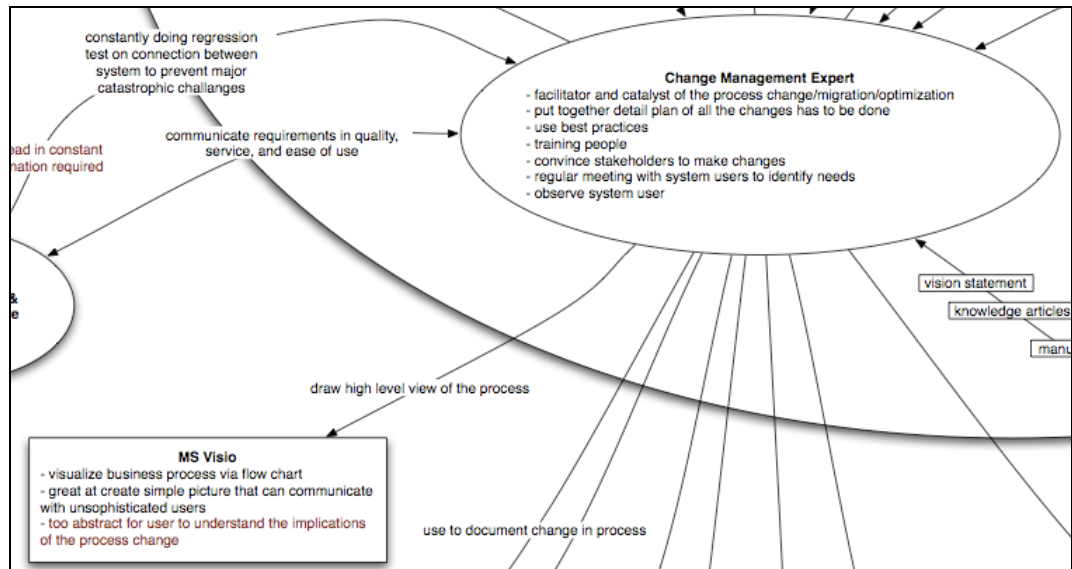 constantly doing regression
test on connection between
system to prevent major
catastrophic challanges
Change Management Expert
- facilitator and catalyst of the process change/migration/optimization
- put together detail plan of all the changes has to be done
- use best practices
- training people
- convince stakeholders to make changes
- regular meeting with system users to identify needs
- observe system user
communicate requirements in quality,
service, and ease of use
in constant
required
&
vision statement
knowledge articles
draw high level view of the process
MS Visio
- visualize business process via flow chart
- great at create simple picture that can communicate
with unsophisticated users
- too abstract for user to understand the implications
of the process change
use to document change in process